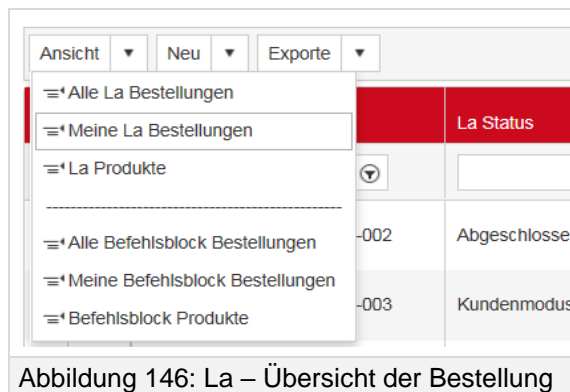 Ansicht Neu Exporte
Alle La Bestellungen
Meine La Bestellungen
La Status
La Produkte
Alle Befehlsblock Bestellungen
-002
Abgeschlosse
Meine Befehlsblock Bestellungen
Befehlsblock Produkte
-003
Kundenmodus
Abbildung 146: La – Übersicht der Bestellung